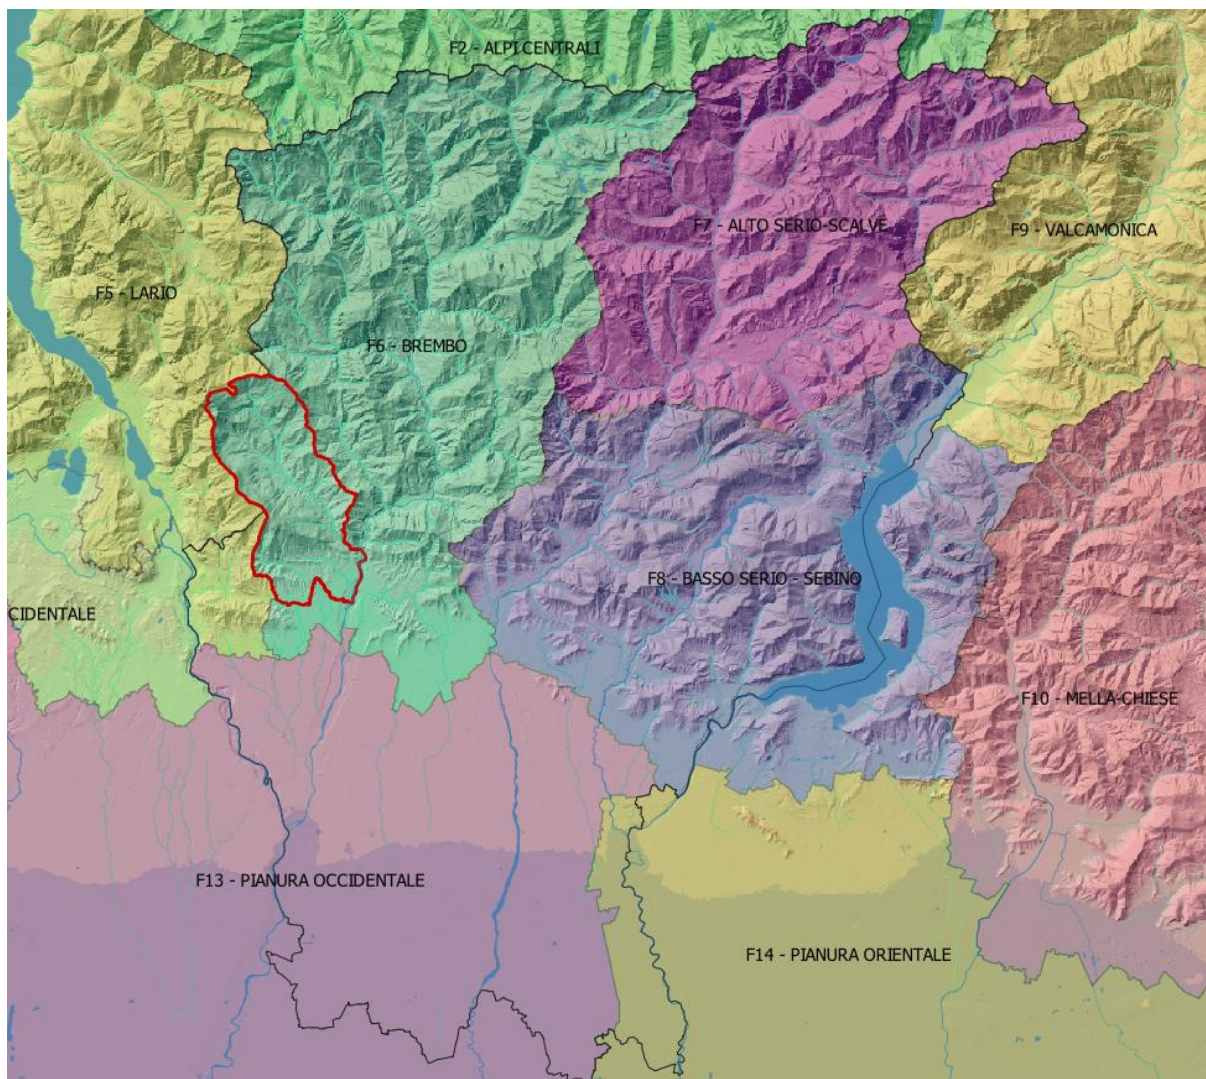 F2 - ALPI CENTRALI
F7 - ALTO SERIO-SCALVE
F9 - VALCAMONICA
F5 - LARIO
F6 - BREMBO
F8 - BASSO SERIO - SEBINO
CIDENTALE
F10 - MELLA-CHIESE
F13 - PIANURA OCCIDENTALE
F14 - PIANURA ORIENTALE